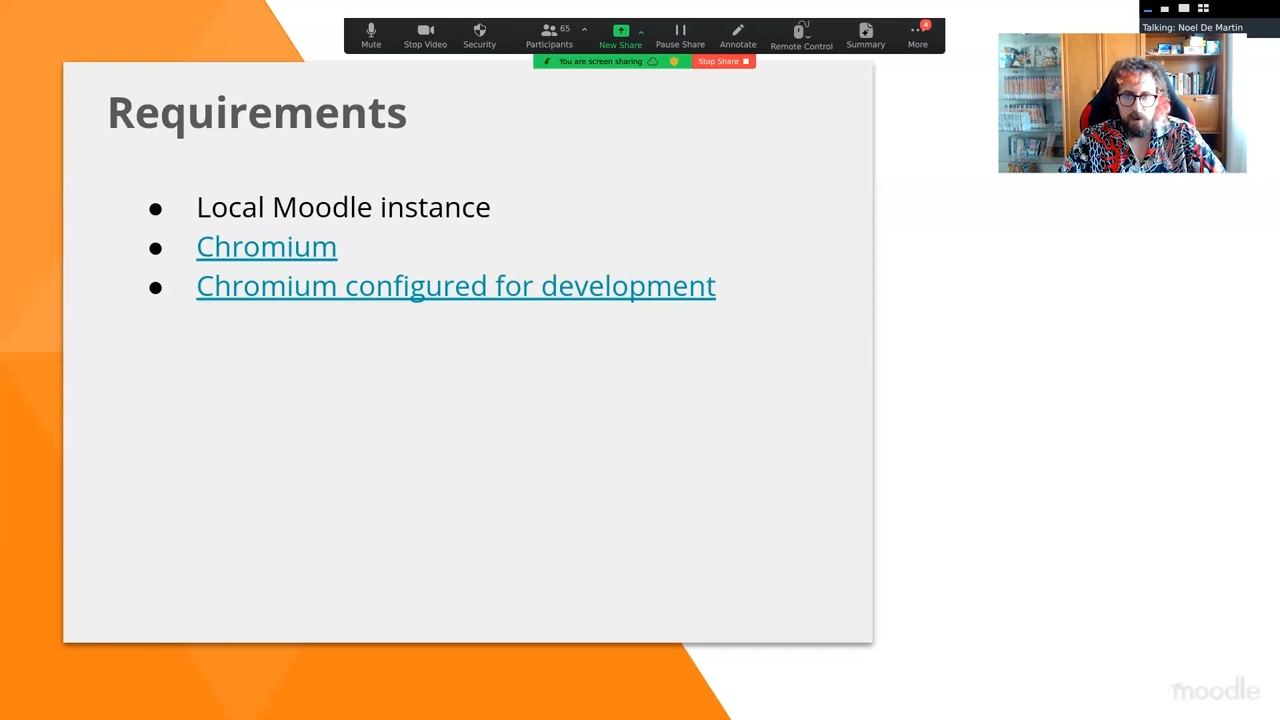 65
4
Mute
Stop Video
Security
Participants
New Share
Pause Share
Annotate
Remote Control
Summary
More
You are screen sharing
Stop Share
Talking: Noel De Martin
Requirements
● Local Moodle instance
● Chromium
● Chromium configured for development
moodle